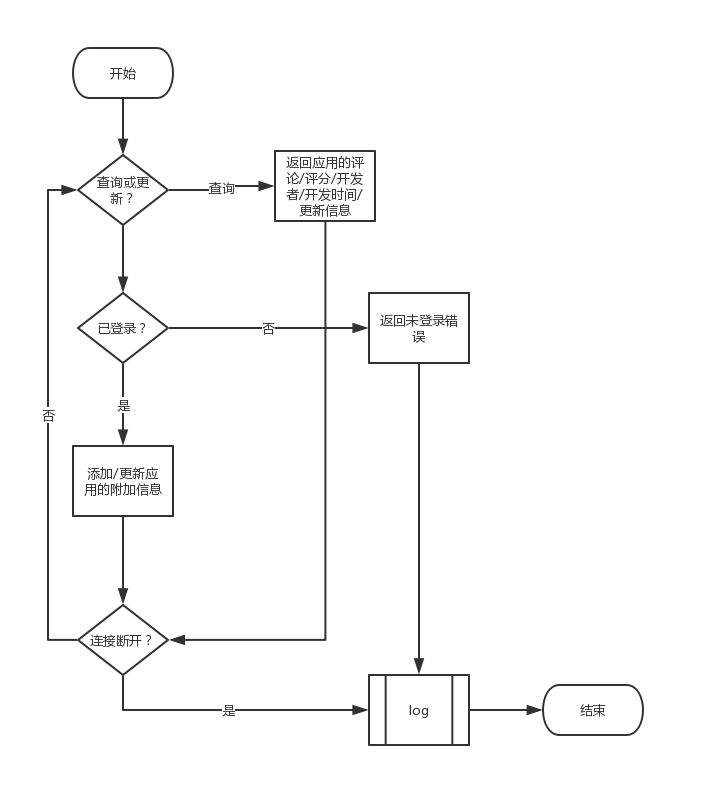 开始
查询或更
新？
查询
返回应用的评
论/评分/开发
者/开发时间/
更新信息
已登录？
否
返回未登录错
误
是
否
添加/更新应
用的附加信息
连接断开？
是
log
结束